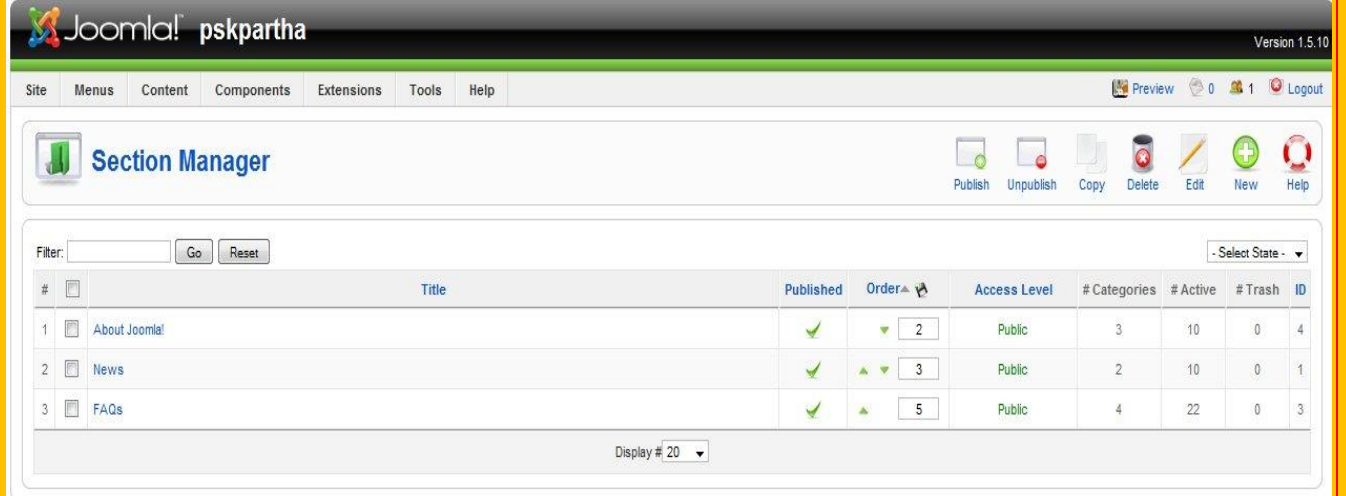 Joomla! pskpartha
Version 1.5.10
Site Menus Content Components Extensions Tools Help Preview 0 1 Logout
Section Manager
Publish Unpublish Copy Delete Edit New Help
Filter: Go Reset - Select State -
# Title Published Order Access Level # Categories # Active # Trash ID
1 About Joomla! 2 Public 3 10 0 4
2 News 3 Public 2 10 0 1
3 FAQs 5 Public 4 22 0 3
Display # 20